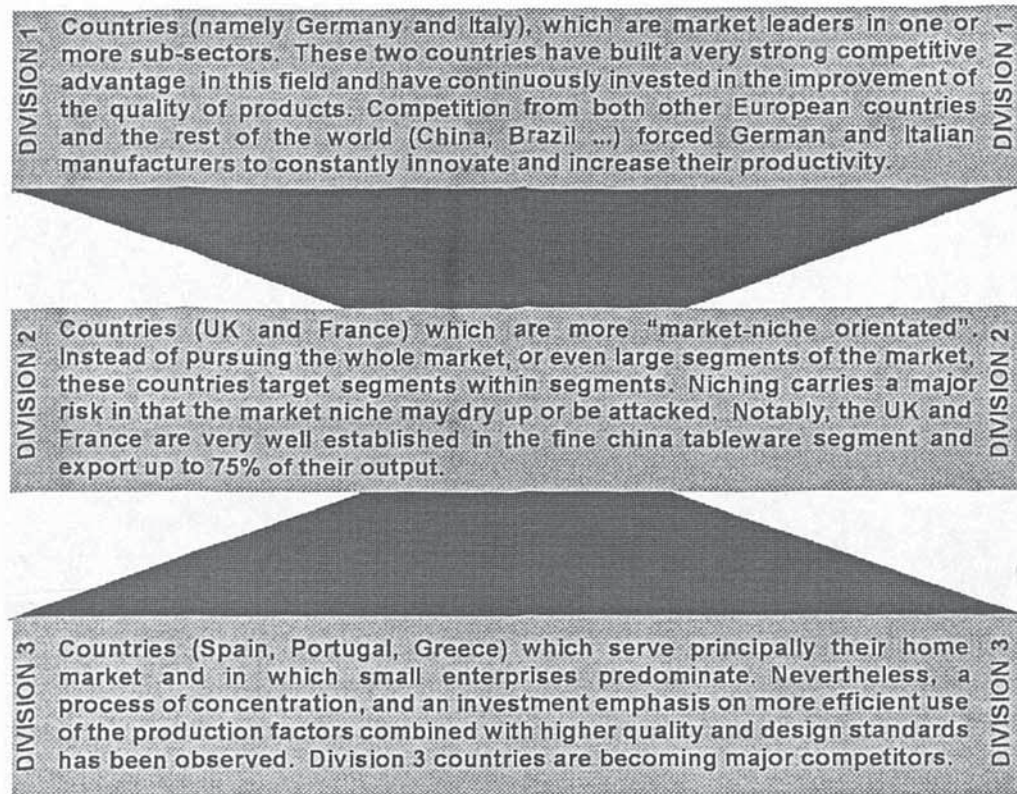 DIVISION 1
Countries (namely Germany and Italy), which are market leaders in one or
more sub-sectors. These two countries have built a very strong competitive
advantage in this field and have continuously invested in the improvement of
the quality of products. Competition from both other European countries
and the rest of the world (China, Brazil ...) forced German and Italian
manufacturers to constantly innovate and increase their productivity.
DIVISION 1
DIVISION 2
Countries (UK and France) which are more “market-niche orientated”.
Instead of pursuing the whole market, or even large segments of the market,
these countries target segments within segments. Niching carries a major
risk in that the market niche may dry up or be attacked. Notably, the UK and
France are very well established in the fine china tableware segment and
export up to 75% of their output.
DIVISION 2
DIVISION 3
Countries (Spain, Portugal, Greece) which serve principally their home
market and in which small enterprises predominate. Nevertheless, a
process of concentration, and an investment emphasis on more efficient use
of the production factors combined with higher quality and design standards
has been observed. Division 3 countries are becoming major competitors.
DIVISION 3